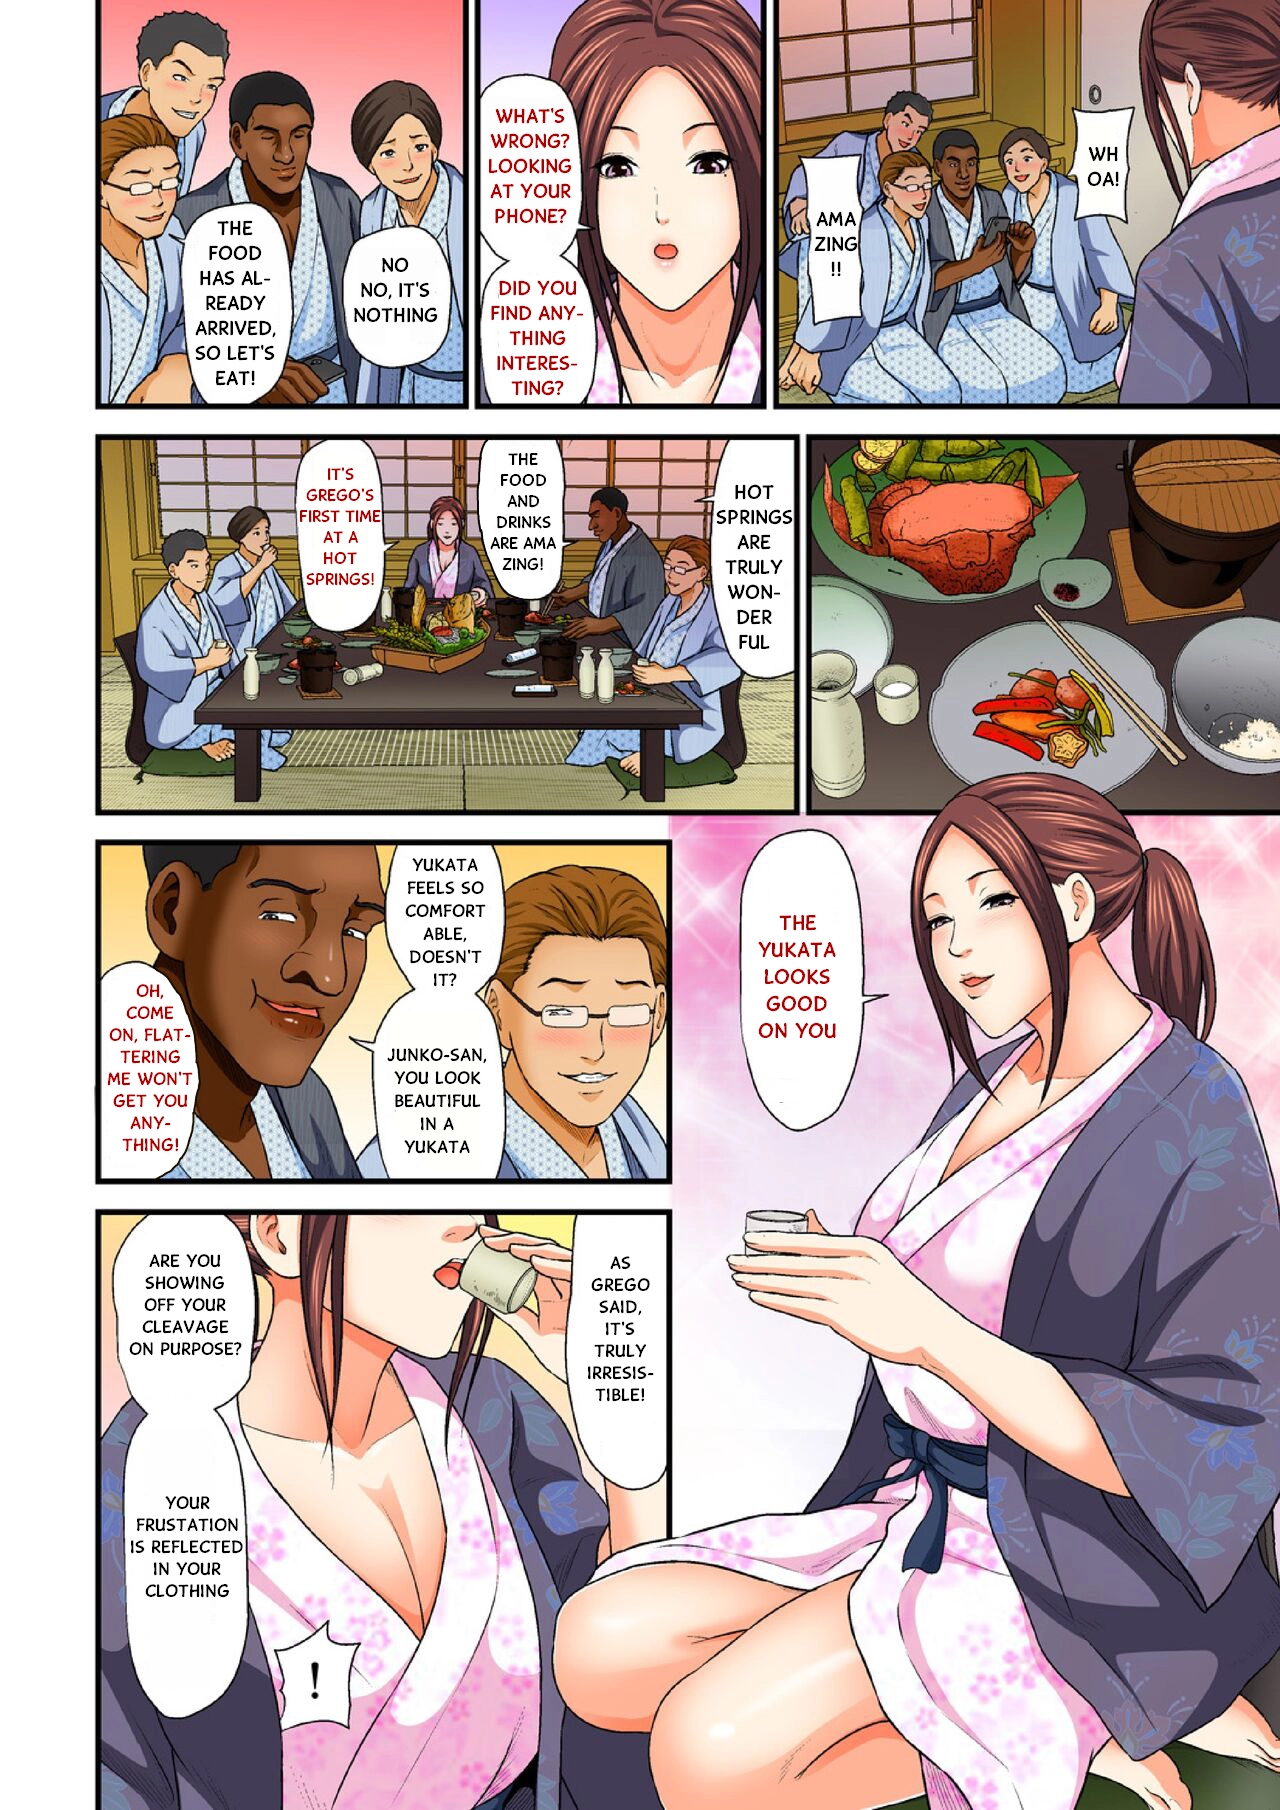 WH
OA!
AMA
ZING
!!
WHAT'S
WRONG?
LOOKING
AT YOUR
PHONE?
DID YOU
FIND ANY-
THING
INTERES-
TING?
NO
NO, IT'S
NOTHING
THE
FOOD
HAS AL-
READY
ARRIVED,
SO LET'S
EAT!
HOT
SPRINGS
ARE
TRULY
WON-
DER
FUL
THE
FOOD
AND
DRINKS
ARE AMA
ZING!
IT'S
GREGO'S
FIRST TIME
AT A
HOT
SPRINGS!
THE
YUKATA
LOOKS
GOOD
ON YOU
YUKATA
FEELS SO
COMFORT
ABLE,
DOESN'T
IT?
JUNKO-SAN,
YOU LOOK
BEAUTIFUL
IN A
YUKATA
OH,
COME
ON, FLAT-
TERING
ME WON'T
GET YOU
ANY-
THING!
AS
GREGO
SAID,
IT'S
TRULY
IRRESIS-
TIBLE!
ARE YOU
SHOWING
OFF YOUR
CLEAVAGE
ON PURPOSE?
YOUR
FRUSTATION
IS REFLECTED
IN YOUR
CLOTHING
!